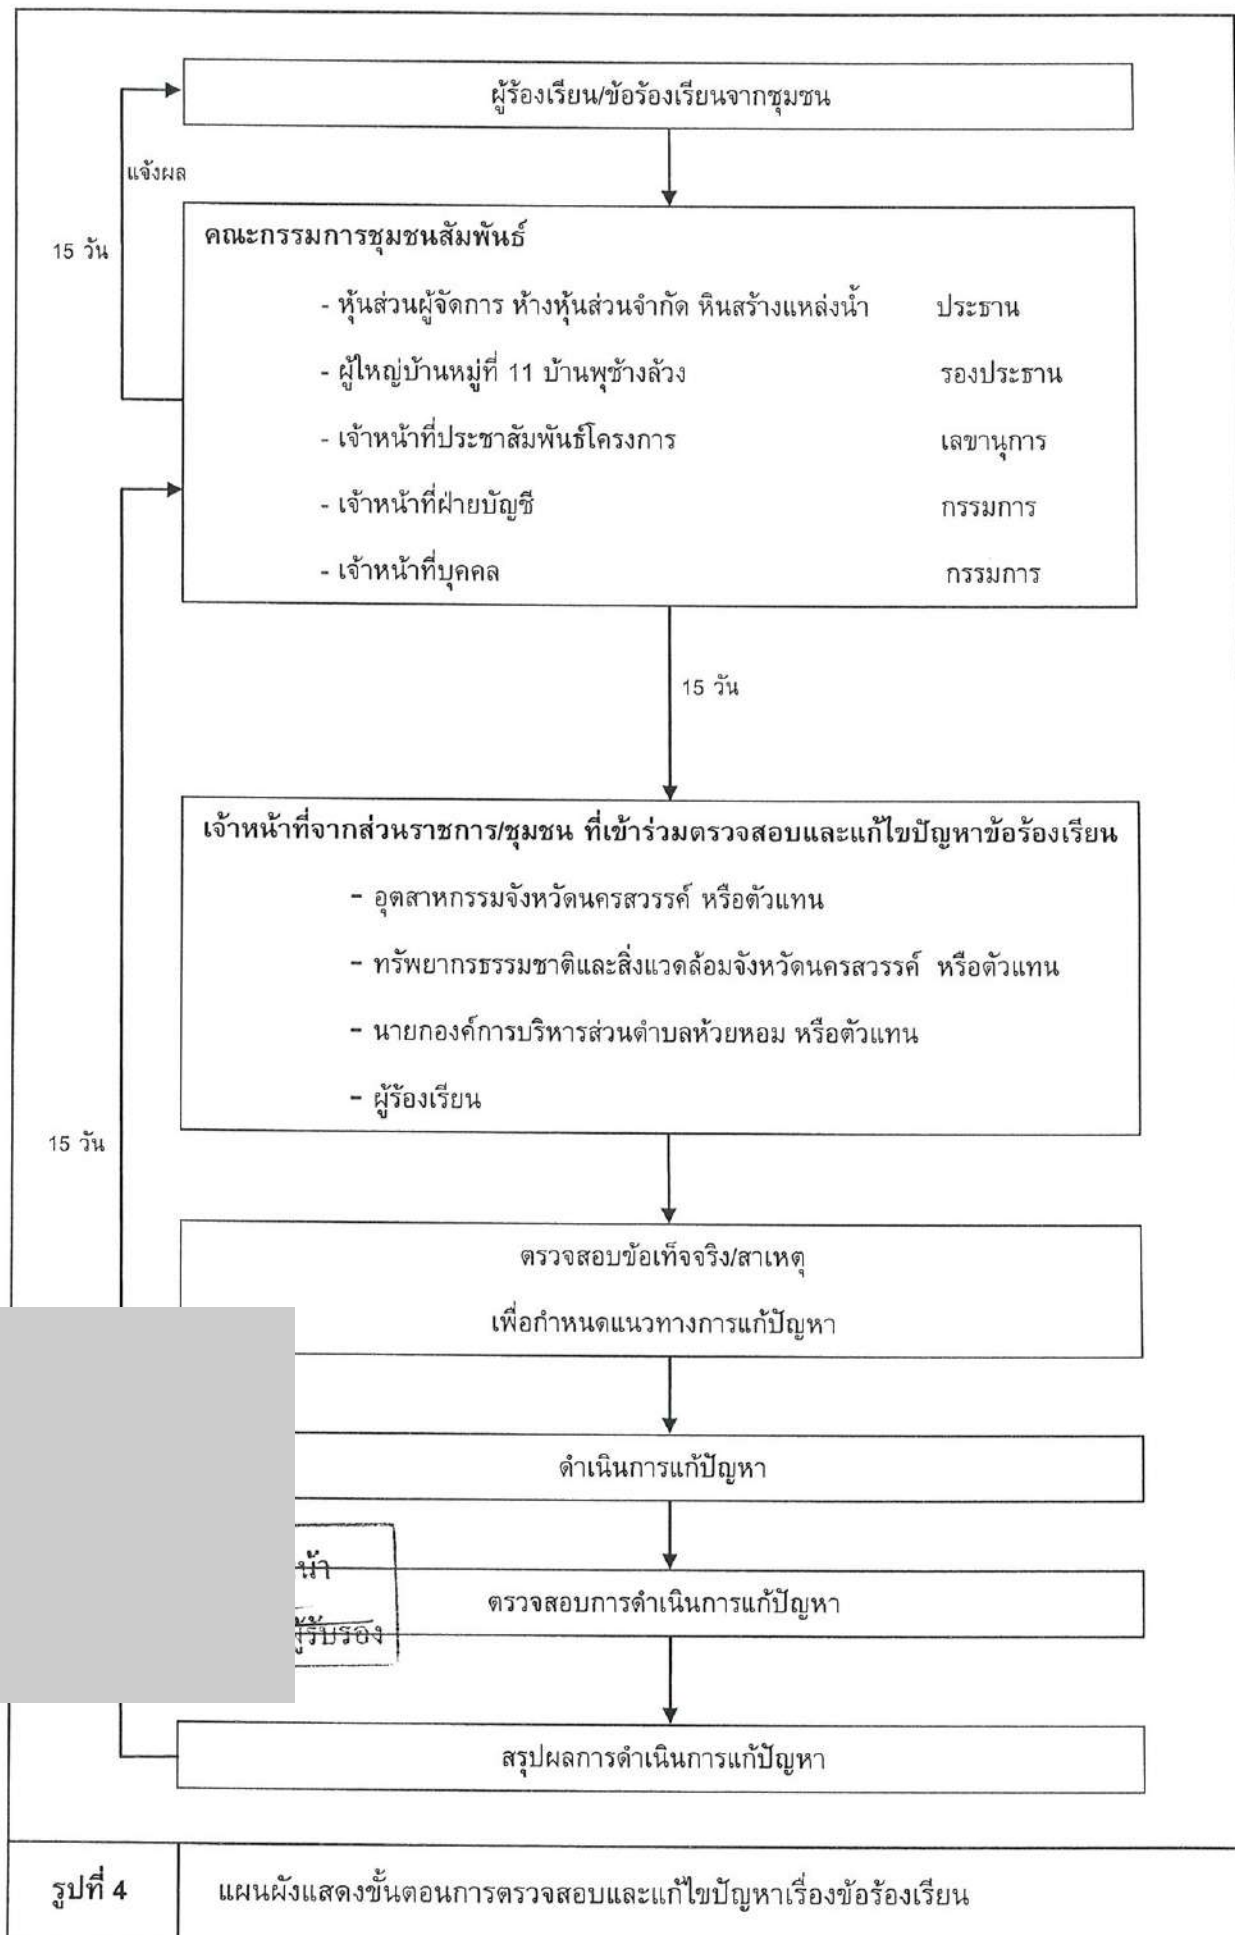 ผู้ร้องเรียน/ข้อร้องเรียนจากชุมชน
แจ้งผล
15 วัน
คณะกรรมการชุมชนสัมพันธ์
- หุ้นส่วนผู้จัดการ ห้างหุ้นส่วนจำกัด หินสร้างแหล่งน้ำ ประธาน
- ผู้ใหญ่บ้านหมู่ที่ 11 บ้านพุช้างล้วง รองประธาน
- เจ้าหน้าที่ประชาสัมพันธ์โครงการ เลขานุการ
- เจ้าหน้าที่ฝ่ายบัญชี กรรมการ
- เจ้าหน้าที่บุคคล กรรมการ
15 วัน
เจ้าหน้าที่จากส่วนราชการ/ชุมชน ที่เข้าร่วมตรวจสอบและแก้ไขปัญหาข้อร้องเรียน
- อุตสาหกรรมจังหวัดนครสวรรค์ หรือตัวแทน
- ทรัพยากรธรรมชาติและสิ่งแวดล้อมจังหวัดนครสวรรค์ หรือตัวแทน
- นายกองค์การบริหารส่วนตำบลห้วยหอม หรือตัวแทน
- ผู้ร้องเรียน
15 วัน
ตรวจสอบข้อเท็จจริง/สาเหตุ
เพื่อกำหนดแนวทางการแก้ปัญหา
ดำเนินการแก้ปัญหา
ตรวจสอบการดำเนินการแก้ปัญหา
ผู้รับรอง
สรุปผลการดำเนินการแก้ปัญหา
รูปที่ 4 แผนผังแสดงขั้นตอนการตรวจสอบและแก้ไขปัญหาเรื่องข้อร้องเรียน